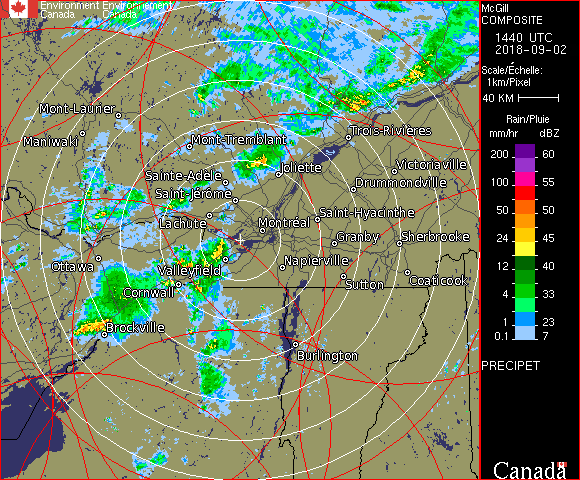 Environment Environnement
Canada Canada
McGill
COMPOSITE
1440 UTC
2018-09-02
Scale/Échelle:
1km/Pixel
40 KM
Rain/Pluie
mm/hr dBZ
200 60
100 55
50 50
24 45
12 40
4 33
1 23
0.1 7
PRECIPET
Canada
Mont-Laurier
Maniwaki
Mont-Tremblant
Trois-Rivières
Joliette
Victoriaville
Sainte-Adele
Drummondville
Saint-Jérôme
Lachute
Saint-Hyacinthe
Montréal
Granby
Sherbrooke
Ottawa
Valleyfield
Napierville
Cornwall
Sutton
Coaticook
Brockville
Burlington